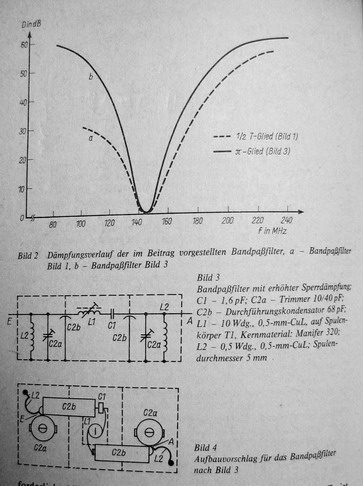 D in dB
60
50
40
30
20
10
0
b
a
1/2 T-Glied (Bild 1)
π-Glied (Bild 3)
80 100 120 140 160 180 200 220 240
f in MHz
Bild 2 Dämpfungsverlauf der im Beitrag vorgestellten Bandpaßfilter, a – Bandpaßfilter
Bild 1, b – Bandpaßfilter Bild 3
Bild 3
Bandpaßfilter mit erhöhter Sperrdämpfung;
C1 – 1,6 pF; C2a – Trimmer 10/40 pF;
C2b – Durchführungskondensator 68 pF;
L1 – 10 Wdg., 0,5-mm-CuL, auf Spulen-
körper T1, Kernmaterial: Manifer 320;
L2 – 0,5 Wdg., 0,5-mm-CuL; Spulen-
durchmesser 5 mm
E L2 C2a C2b L1 C1 C2b C2a L2 A
L2 C1
C2b C2a
E L1
C2a C2b A
L2
Bild 4
Aufbauvorschlag für das Bandpaßfilter
nach Bild 3